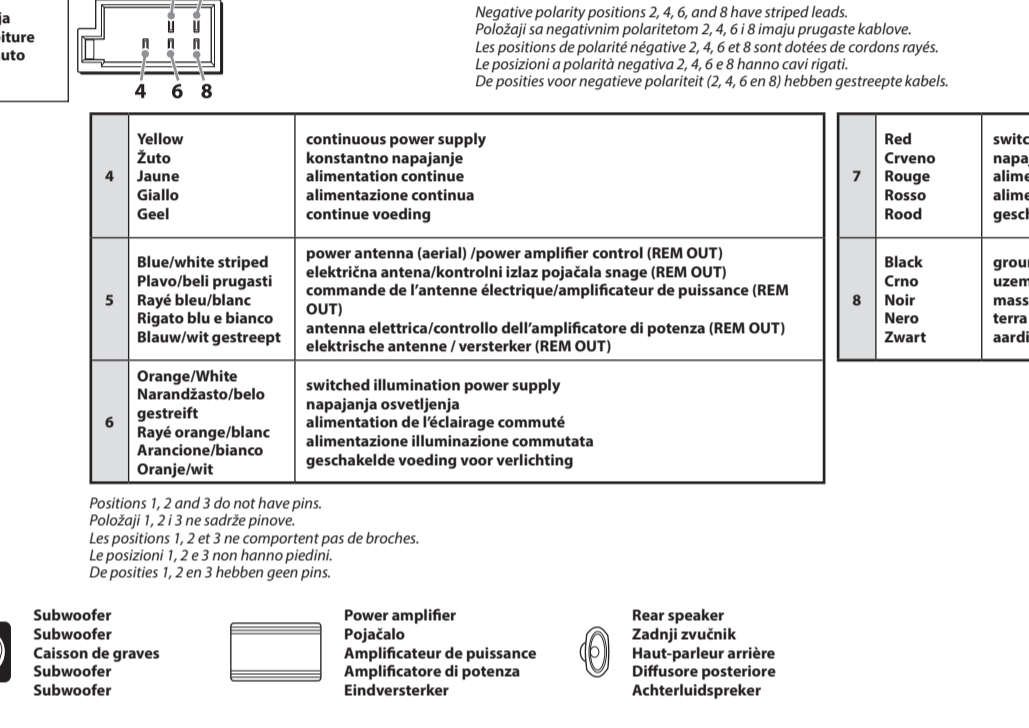 ja
oiture
auto
4 6 8
Negative polarity positions 2, 4, 6, and 8 have striped leads.
Položaji sa negativnim polaritetom 2, 4, 6 i 8 imaju prugaste kablove.
Les positions de polarité négative 2, 4, 6 et 8 sont dotées de cordons rayés.
Le posizioni a polarità negativa 2, 4, 6 e 8 hanno cavi rigati.
De posities voor negatieve polariteit (2, 4, 6 en 8) hebben gestreepte kabels.
4
Yellow
Žuto
Jaune
Giallo
Geel
continuous power supply
konstantno napajanje
alimentation continue
alimentazione continua
continue voeding
5
Blue/white striped
Plavo/beli prugasti
Rayé bleu/blanc
Rigato blu e bianco
Blauw/wit gestreept
power antenna (aerial) /power amplifier control (REM OUT)
električna antena/kontrolni izlaz pojačala snage (REM OUT)
commande de l’antenne électrique/amplificateur de puissance (REM
OUT)
antenna elettrica/controllo dell’amplificatore di potenza (REM OUT)
elektrische antenne / versterker (REM OUT)
6
Orange/White
Narandžasto/belo
gestreift
Rayé orange/blanc
Arancione/bianco
Oranje/wit
switched illumination power supply
napajanja osvetljenja
alimentation de l’éclairage commuté
alimentazione illuminazione commutata
geschakelde voeding voor verlichting
7
Red
Crveno
Rouge
Rosso
Rood
switc
napaj
alime
alime
gesch
8
Black
Crno
Noir
Nero
Zwart
grour
uzem
mass
terra
aardi
Positions 1, 2 and 3 do not have pins.
Položaji 1, 2 i 3 ne sadrže pinove.
Les positions 1, 2 et 3 ne comportent pas de broches.
Le posizioni 1, 2 e 3 non hanno piedini.
De posities 1, 2 en 3 hebben geen pins.
Subwoofer
Subwoofer
Caisson de graves
Subwoofer
Subwoofer
Power amplifier
Pojačalo
Amplificateur de puissance
Amplificatore di potenza
Eindversterker
Rear speaker
Zadnji zvučnik
Haut-parleur arrière
Diffusore posteriore
Achterluidspreker